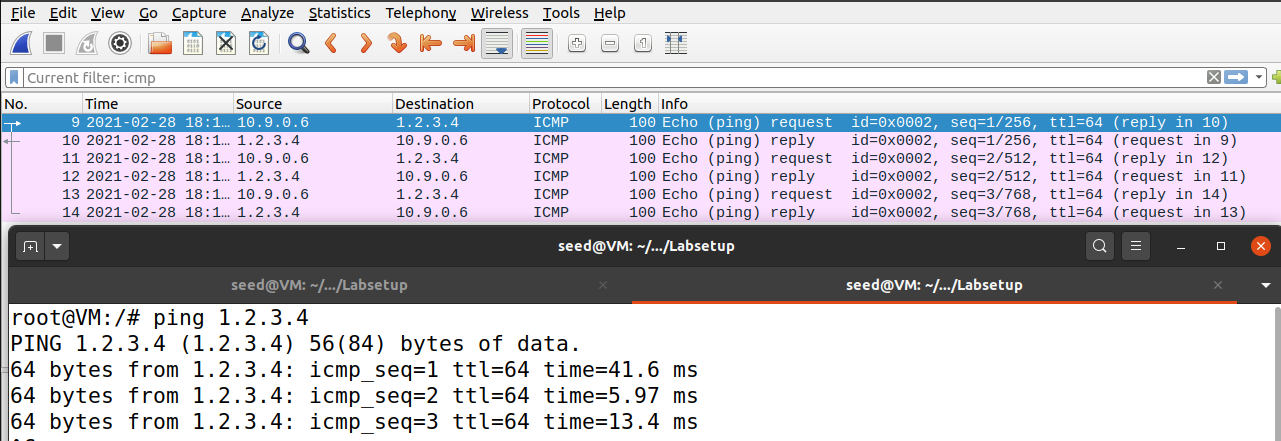 File Edit View Go Capture Analyze Statistics Telephony Wireless Tools Help
Current filter: icmp
No. Time Source Destination Protocol Length Info
9 2021-02-28 18:1… 10.9.0.6 1.2.3.4 ICMP 100 Echo (ping) request id=0x0002, seq=1/256, ttl=64 (reply in 10)
10 2021-02-28 18:1… 1.2.3.4 10.9.0.6 ICMP 100 Echo (ping) reply id=0x0002, seq=1/256, ttl=64 (request in 9)
11 2021-02-28 18:1… 10.9.0.6 1.2.3.4 ICMP 100 Echo (ping) request id=0x0002, seq=2/512, ttl=64 (reply in 12)
12 2021-02-28 18:1… 1.2.3.4 10.9.0.6 ICMP 100 Echo (ping) reply id=0x0002, seq=2/512, ttl=64 (request in 11)
13 2021-02-28 18:1… 10.9.0.6 1.2.3.4 ICMP 100 Echo (ping) request id=0x0002, seq=3/768, ttl=64 (reply in 14)
14 2021-02-28 18:1… 1.2.3.4 10.9.0.6 ICMP 100 Echo (ping) reply id=0x0002, seq=3/768, ttl=64 (request in 13)
seed@VM: ~/.../Labsetup
seed@VM: ~/.../Labsetup seed@VM: ~/.../Labsetup
root@VM:/# ping 1.2.3.4
PING 1.2.3.4 (1.2.3.4) 56(84) bytes of data.
64 bytes from 1.2.3.4: icmp_seq=1 ttl=64 time=41.6 ms
64 bytes from 1.2.3.4: icmp_seq=2 ttl=64 time=5.97 ms
64 bytes from 1.2.3.4: icmp_seq=3 ttl=64 time=13.4 ms